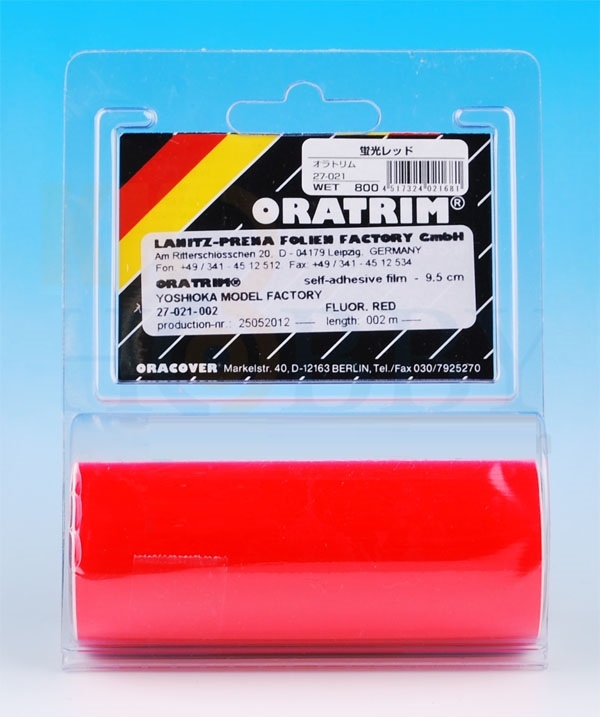 蛍光レッド
オラトリム
27-021
WET 800 4517324021681
ORATRIM®
LANITZ-PRENA FOLIEN FACTORY GmbH
Am Ritterschlösschen 20, D - 04179 Leipzig, GERMANY
Fon: +49 / 341 - 45 12 512 Fax: +49 / 341 - 45 12 534
ORATRIM® self-adhesive film - 9.5 cm
YOSHIOKA MODEL FACTORY
27-021-002 FLUOR. RED
production-nr.: 25052012 length: 002 m
ORACOVER® Markelstr. 40, D-12163 BERLIN, Tel./Fax 030/7925270